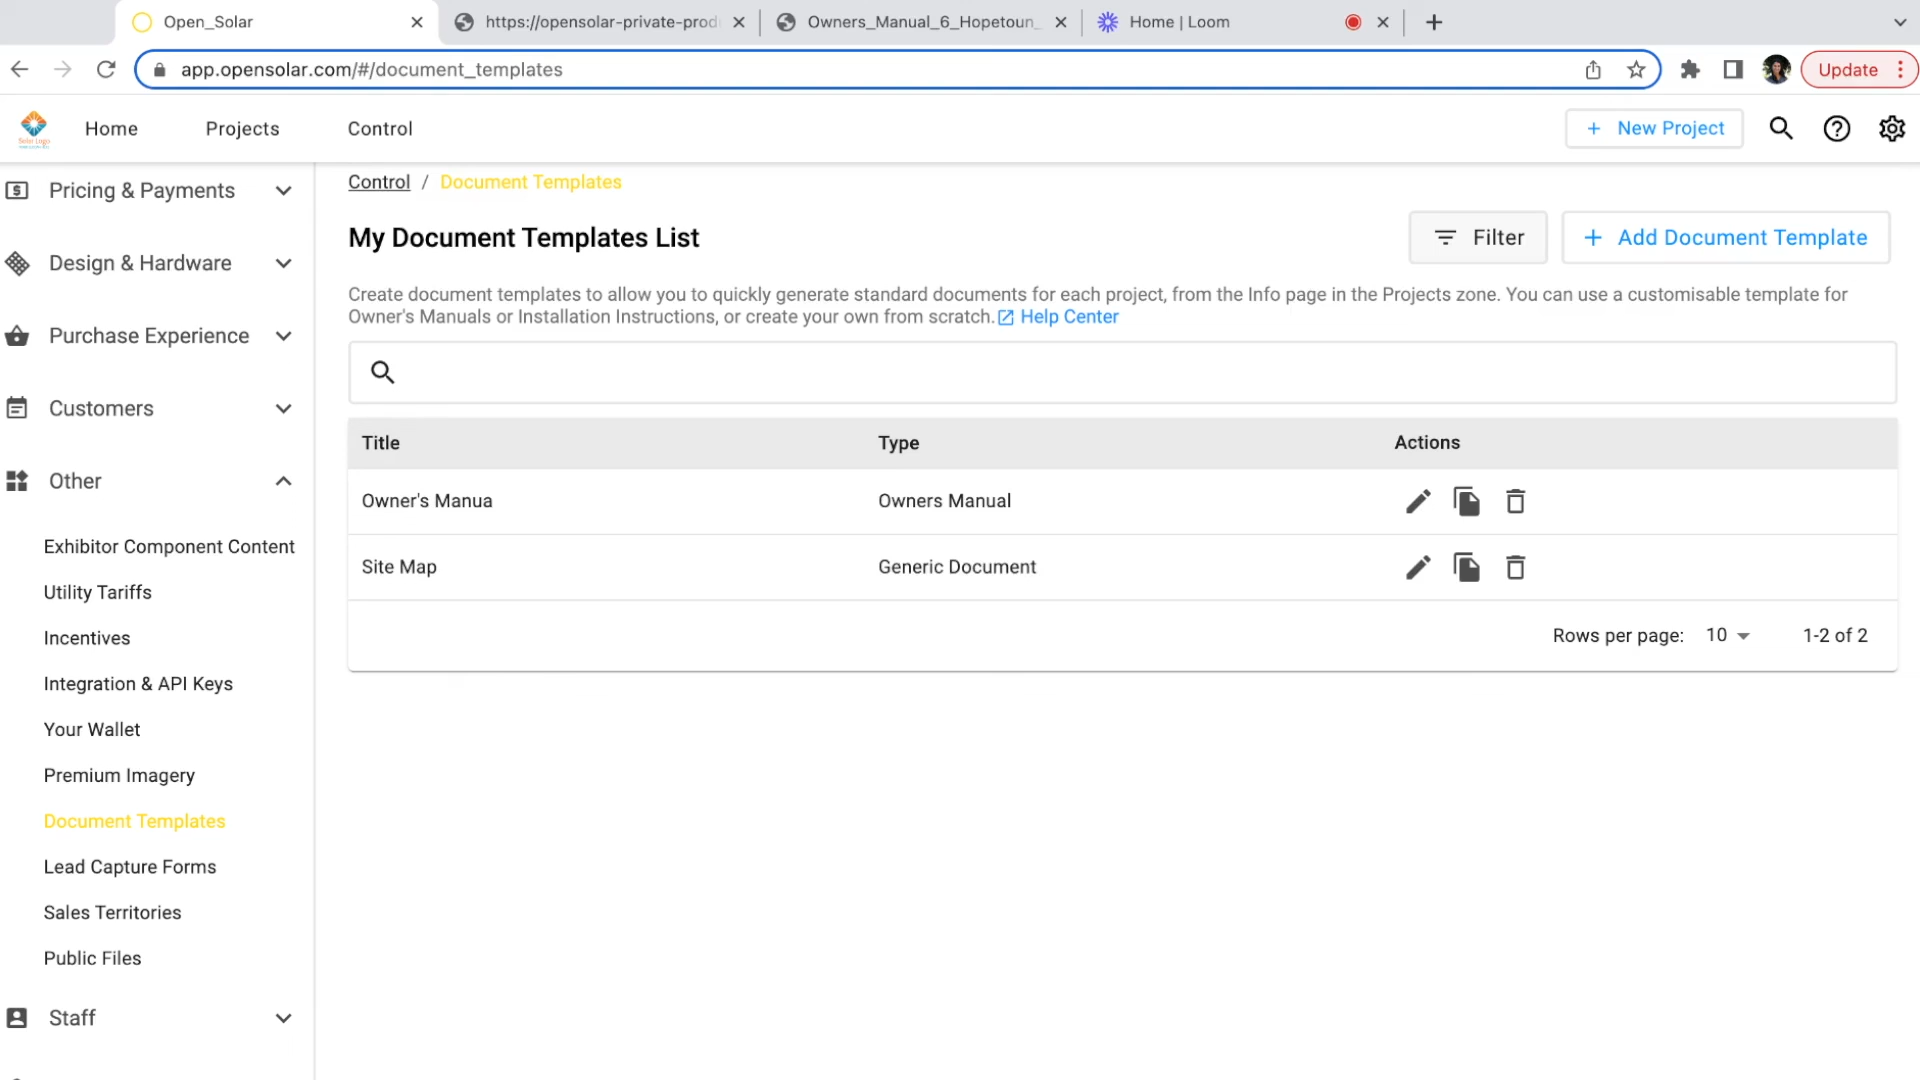 Open_Solar
https://opensolar-private-prod
Owners_Manual_6_Hopetoun_
Home | Loom
app.opensolar.com/#/document_templates
Update
Home
Projects
Control
+ New Project
Pricing & Payments
Design & Hardware
Purchase Experience
Customers
Other
Exhibitor Component Content
Utility Tariffs
Incentives
Integration & API Keys
Your Wallet
Premium Imagery
Document Templates
Lead Capture Forms
Sales Territories
Public Files
Staff
Control / Document Templates
My Document Templates List
Filter
+ Add Document Template
Create document templates to allow you to quickly generate standard documents for each project, from the Info page in the Projects zone. You can use a customisable template for
Owner's Manuals or Installation Instructions, or create your own from scratch. Help Center
Title Type Actions
Owner's Manua Owners Manual
Site Map Generic Document
Rows per page: 10 1-2 of 2